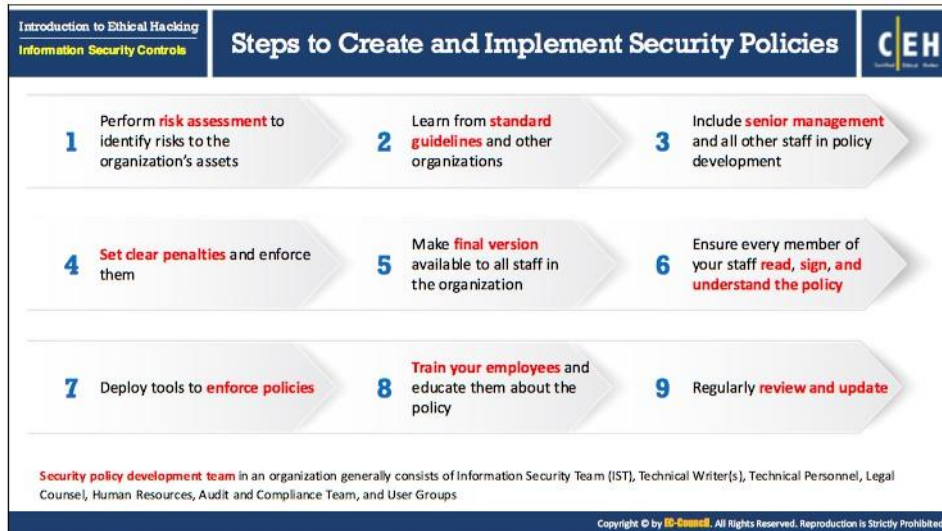 Introduction to Ethical Hacking
Information Security Controls
Steps to Create and Implement Security Policies
C|EH
Certified Ethical Hacker
1
Perform risk assessment to
identify risks to the
organization's assets
2
Learn from standard
guidelines and other
organizations
3
Include senior management
and all other staff in policy
development
4
Set clear penalties and enforce
them
5
Make final version
available to all staff in
the organization
6
Ensure every member of
your staff read, sign, and
understand the policy
7
Deploy tools to enforce policies
8
Train your employees and
educate them about the
policy
9
Regularly review and update
Security policy development team in an organization generally consists of Information Security Team (IST), Technical Writer(s), Technical Personnel, Legal
Counsel, Human Resources, Audit and Compliance Team, and User Groups
Copyright © by EC-Council. All Rights Reserved. Reproduction is Strictly Prohibited